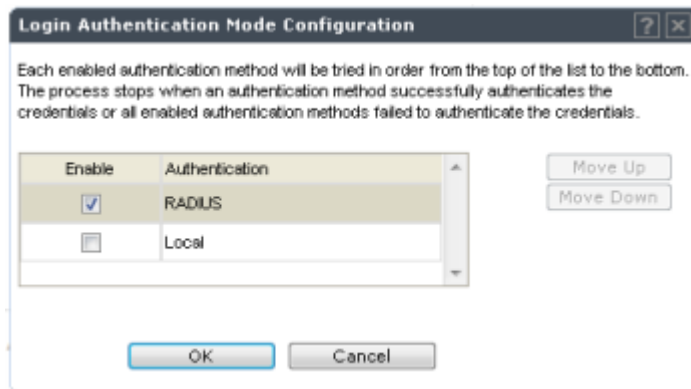 Login Authentication Mode Configuration ? x
Each enabled authentication method will be tried in order from the top of the list to the bottom.
The process stops when an authentication method successfully authenticates the
credentials or all enabled authentication methods failed to authenticate the credentials.
Enable Authentication
RADIUS
Local
Move Up
Move Down
OK Cancel